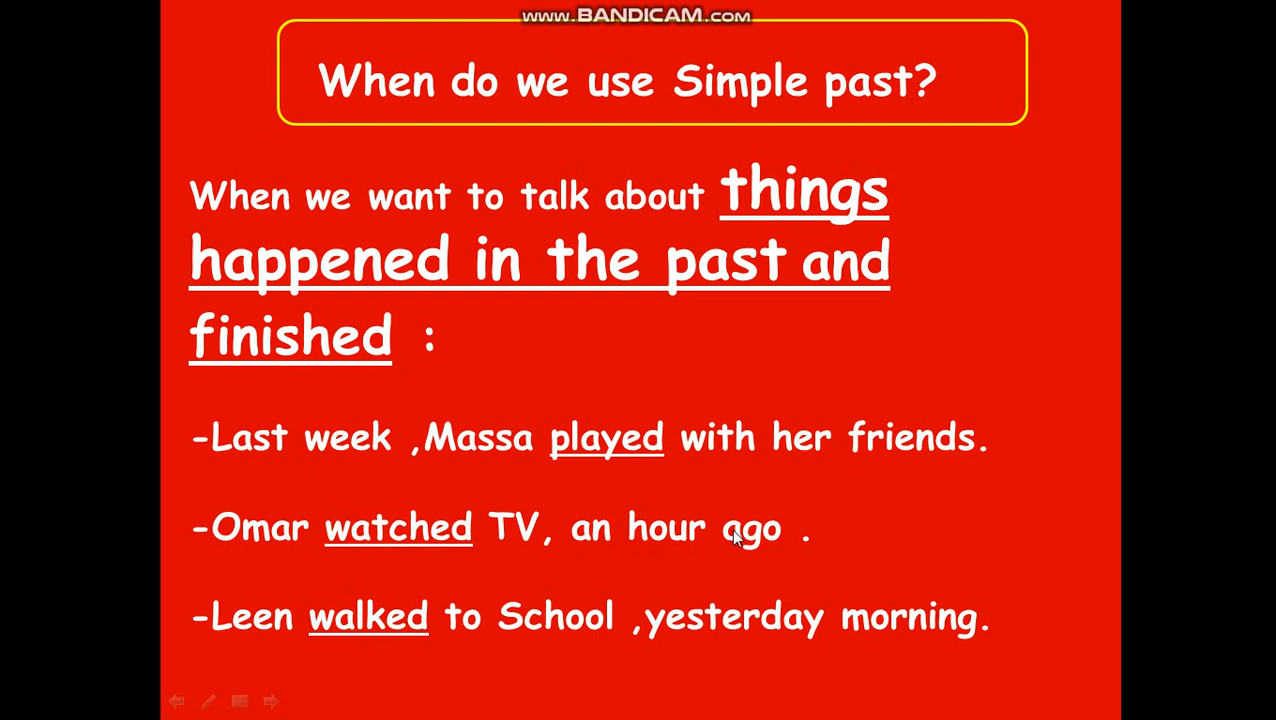 www.BANDICAM.com
When do we use Simple past?
When we want to talk about things
happened in the past and
finished :
-Last week ,Massa played with her friends.
-Omar watched TV, an hour ago .
-Leen walked to School ,yesterday morning.